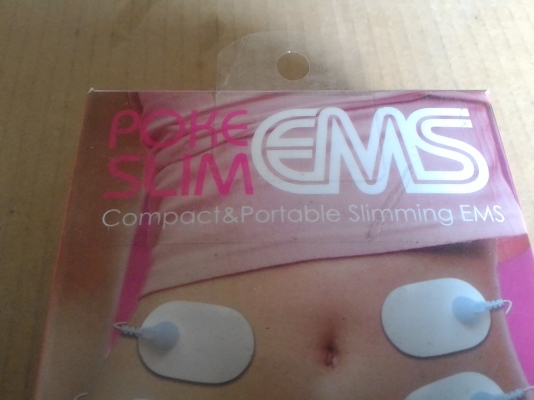 POKE SLIM EMS
Compact&Portable Slimming EMS